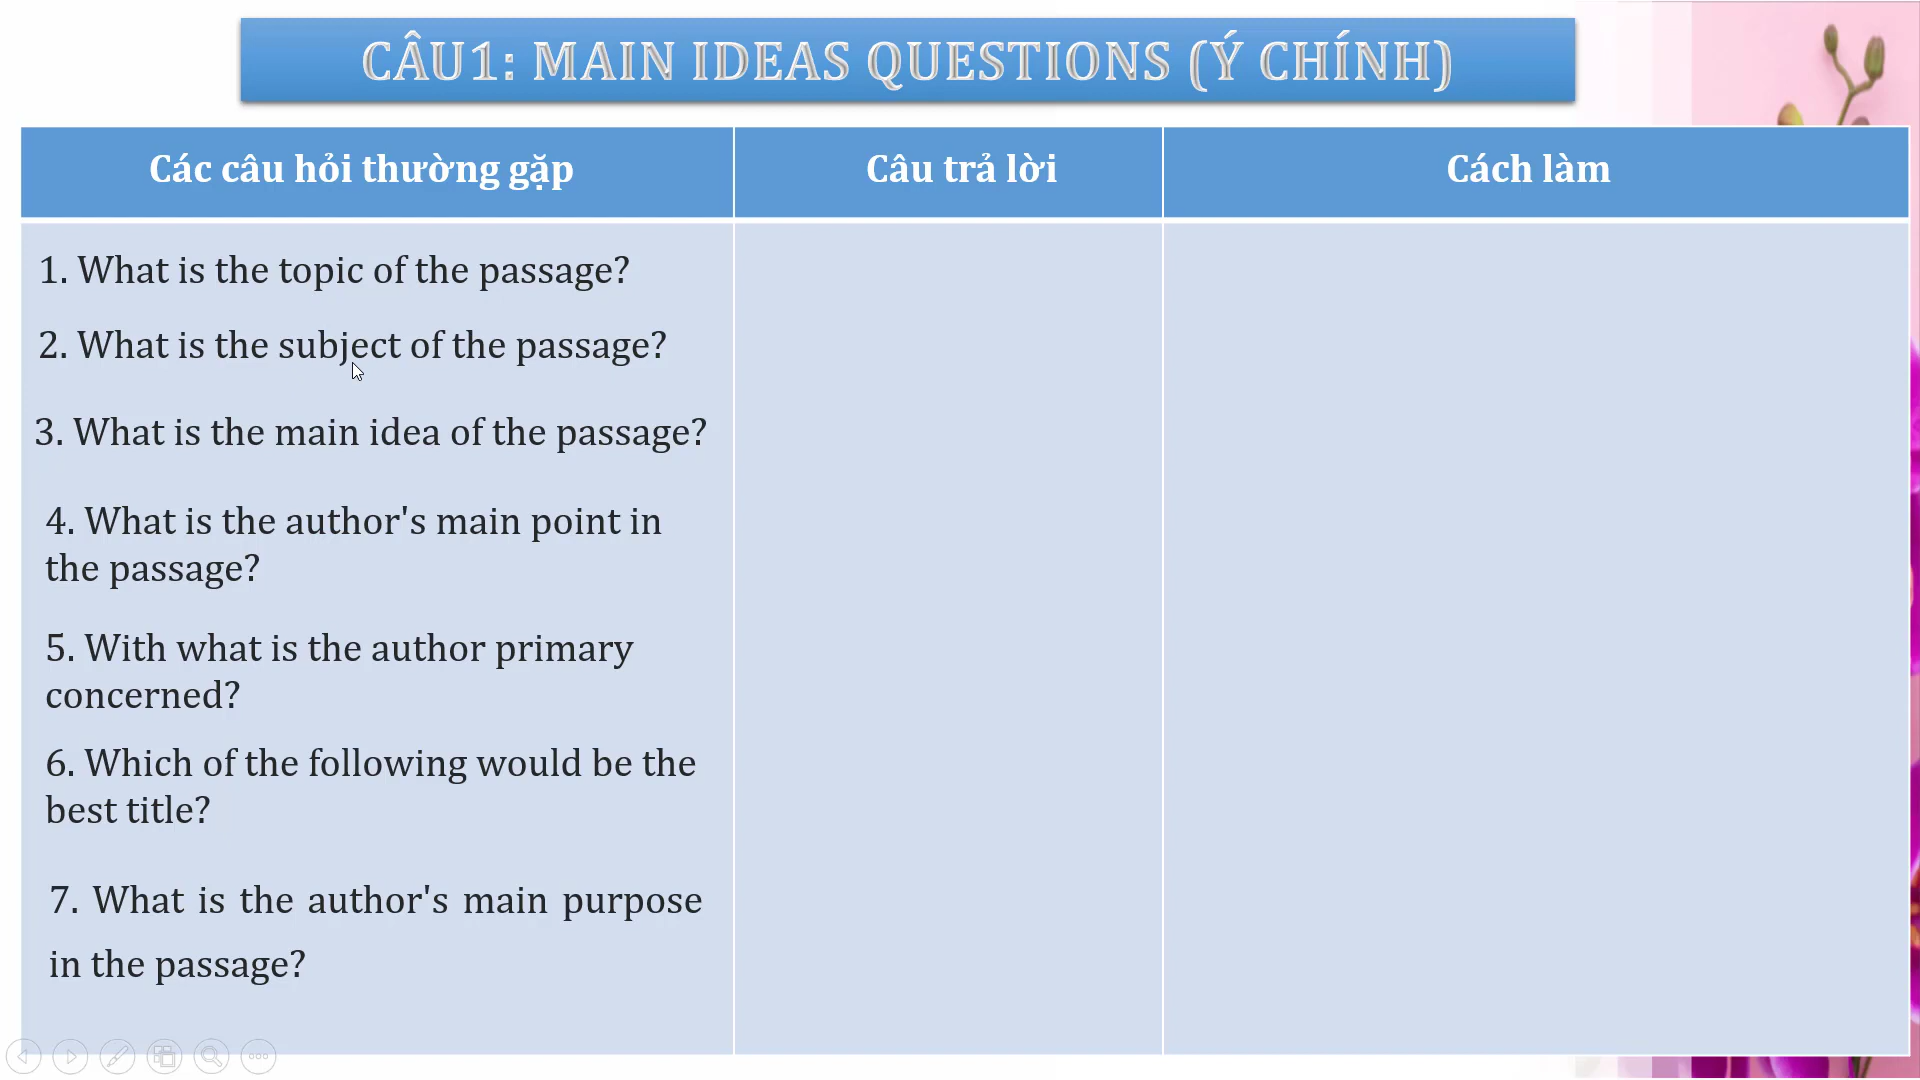 CÂU1: MAIN IDEAS QUESTIONS (Ý CHÍNH)
Các câu hỏi thường gặp
Câu trả lời
Cách làm
1. What is the topic of the passage?
2. What is the subject of the passage?
3. What is the main idea of the passage?
4. What is the author's main point in
the passage?
5. With what is the author primary
concerned?
6. Which of the following would be the
best title?
7. What is the author's main purpose
in the passage?